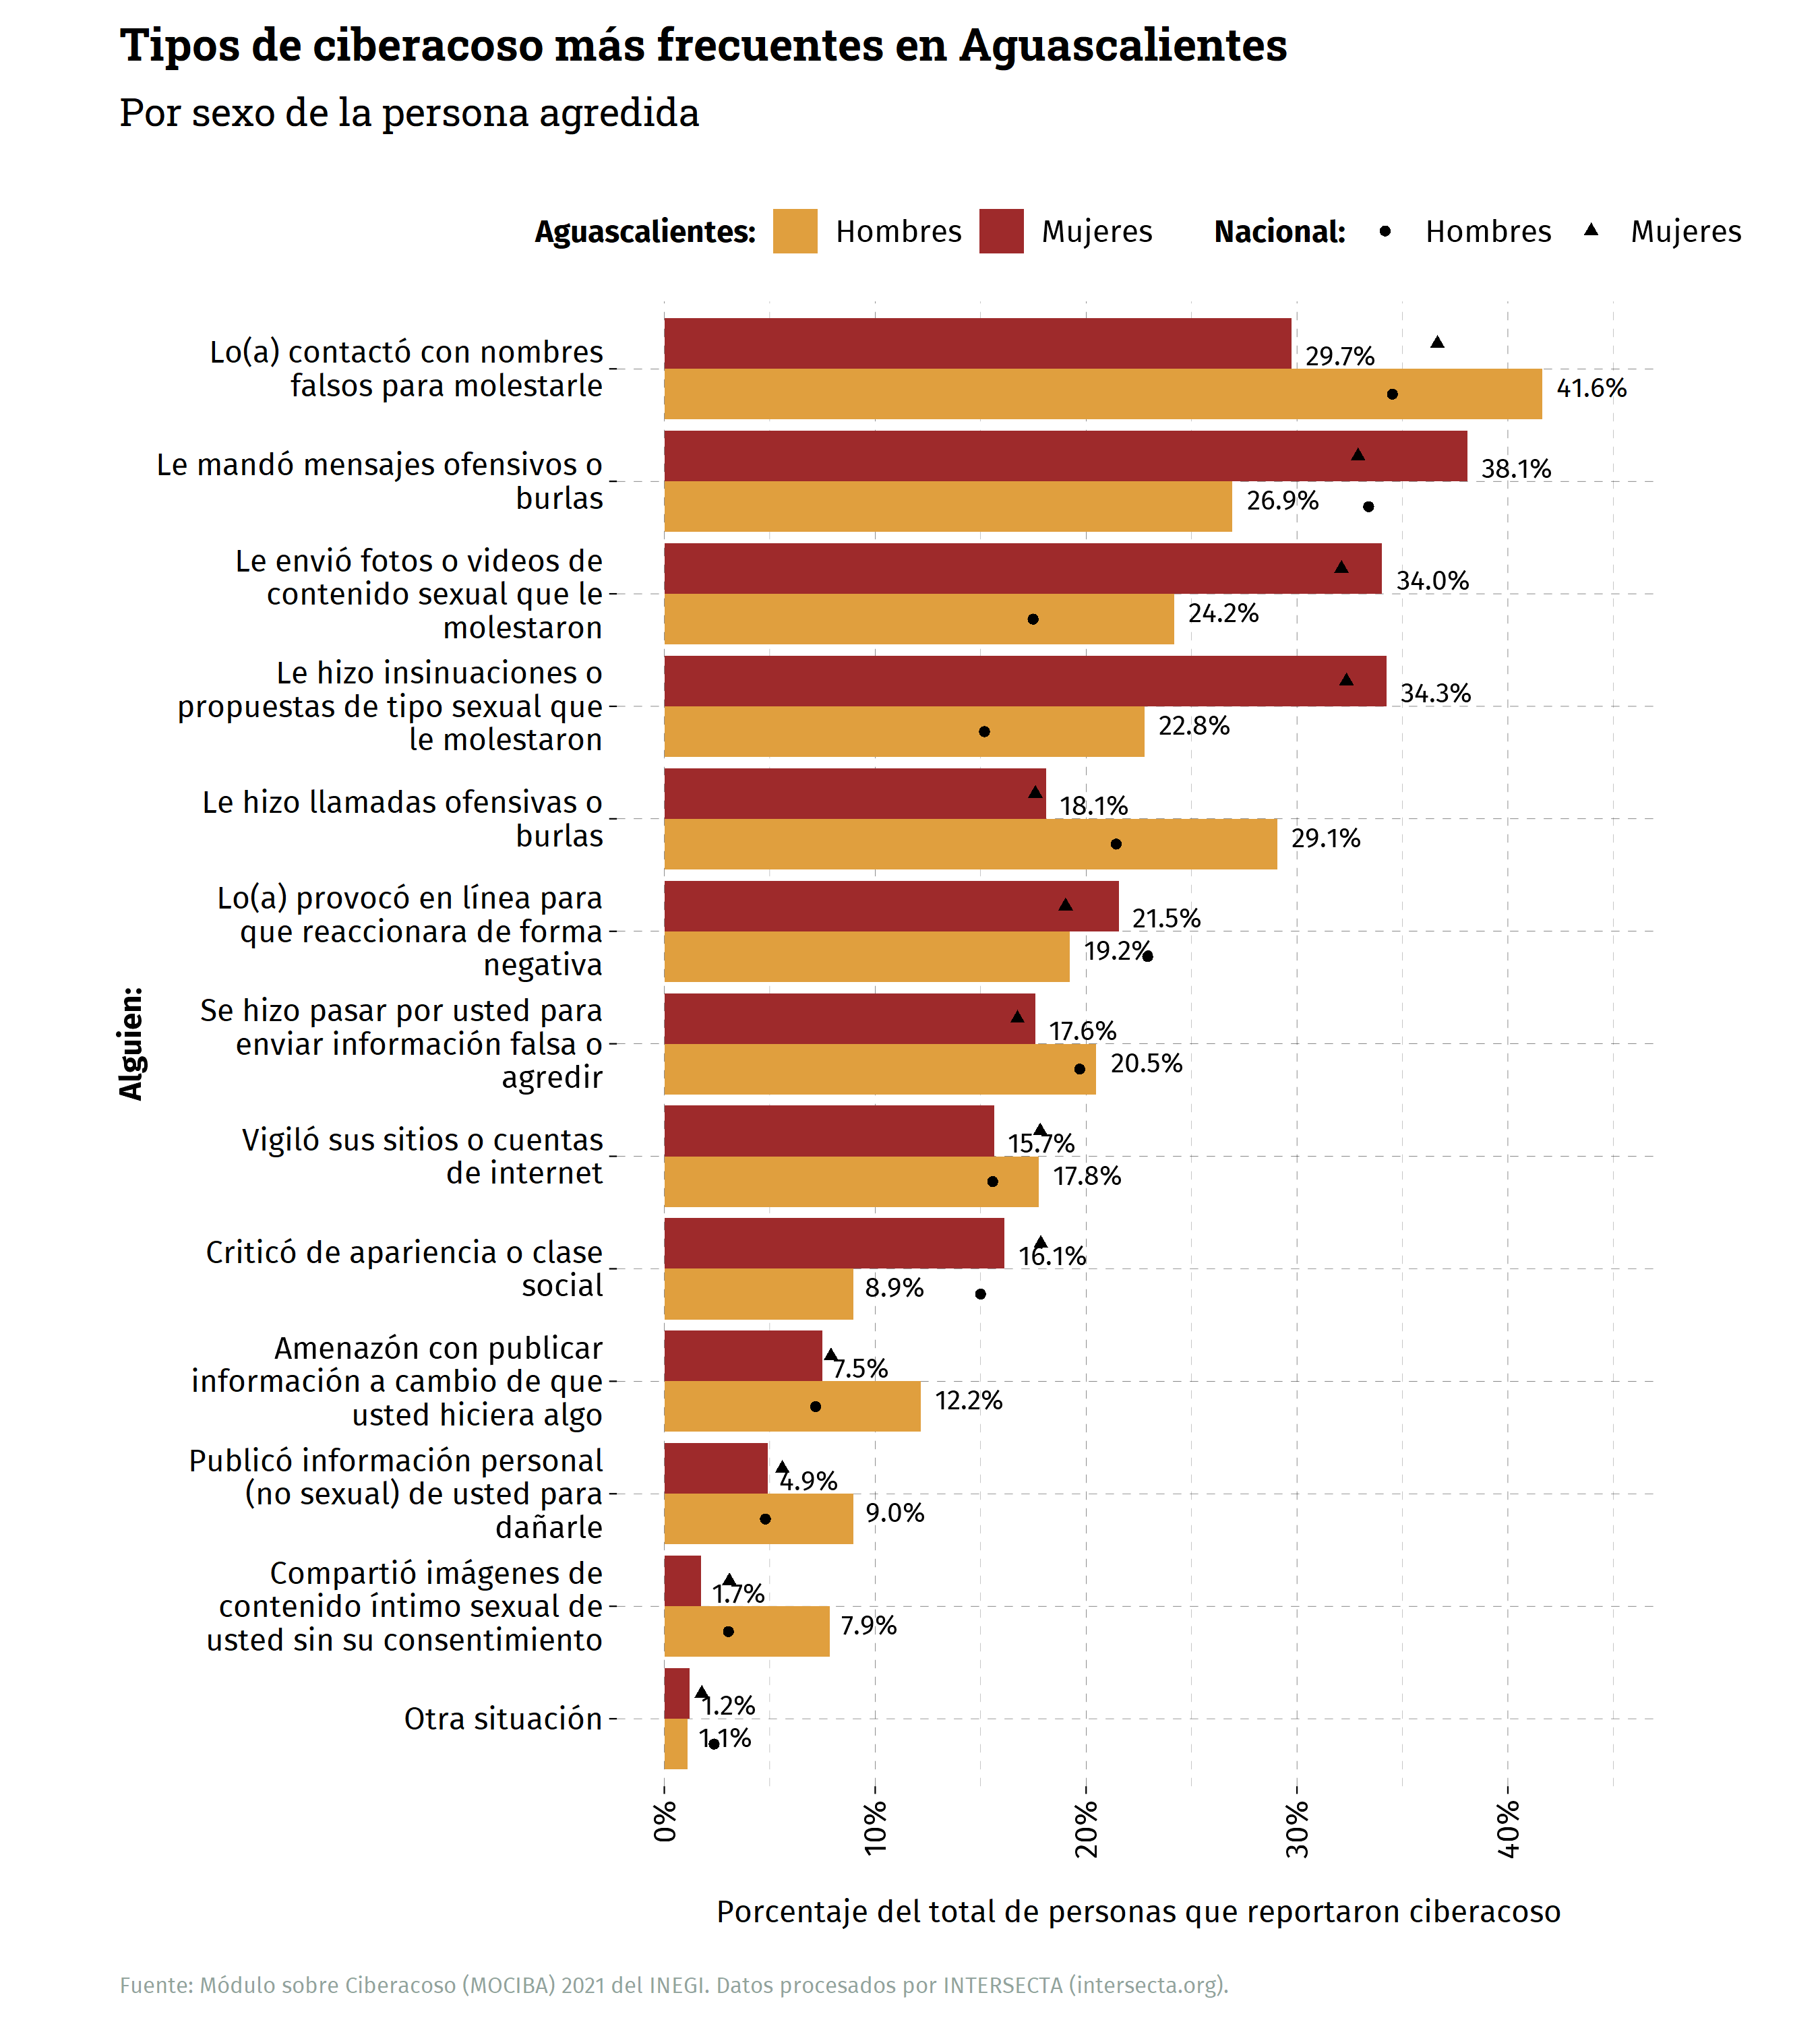 Tipos de ciberacoso más frecuentes en Aguascalientes
Por sexo de la persona agredida
Aguascalientes: Hombres Mujeres Nacional: Hombres Mujeres
Alguien:
Lo(a) contactó con nombres
falsos para molestarle
29.7%
41.6%
Le mandó mensajes ofensivos o
burlas
38.1%
26.9%
Le envió fotos o videos de
contenido sexual que le
molestaron
34.0%
24.2%
Le hizo insinuaciones o
propuestas de tipo sexual que
le molestaron
34.3%
22.8%
Le hizo llamadas ofensivas o
burlas
18.1%
29.1%
Lo(a) provocó en línea para
que reaccionara de forma
negativa
21.5%
19.2%
Se hizo pasar por usted para
enviar información falsa o
agredir
17.6%
20.5%
Vigiló sus sitios o cuentas
de internet
15.7%
17.8%
Criticó de apariencia o clase
social
16.1%
8.9%
Amenazón con publicar
información a cambio de que
usted hiciera algo
7.5%
12.2%
Publicó información personal
(no sexual) de usted para
dañarle
4.9%
9.0%
Compartió imágenes de
contenido íntimo sexual de
usted sin su consentimiento
1.7%
7.9%
Otra situación
1.2%
1.1%
0% 10% 20% 30% 40%
Porcentaje del total de personas que reportaron ciberacoso
Fuente: Módulo sobre Ciberacoso (MOCIBA) 2021 del INEGI. Datos procesados por INTERSECTA (intersecta.org).